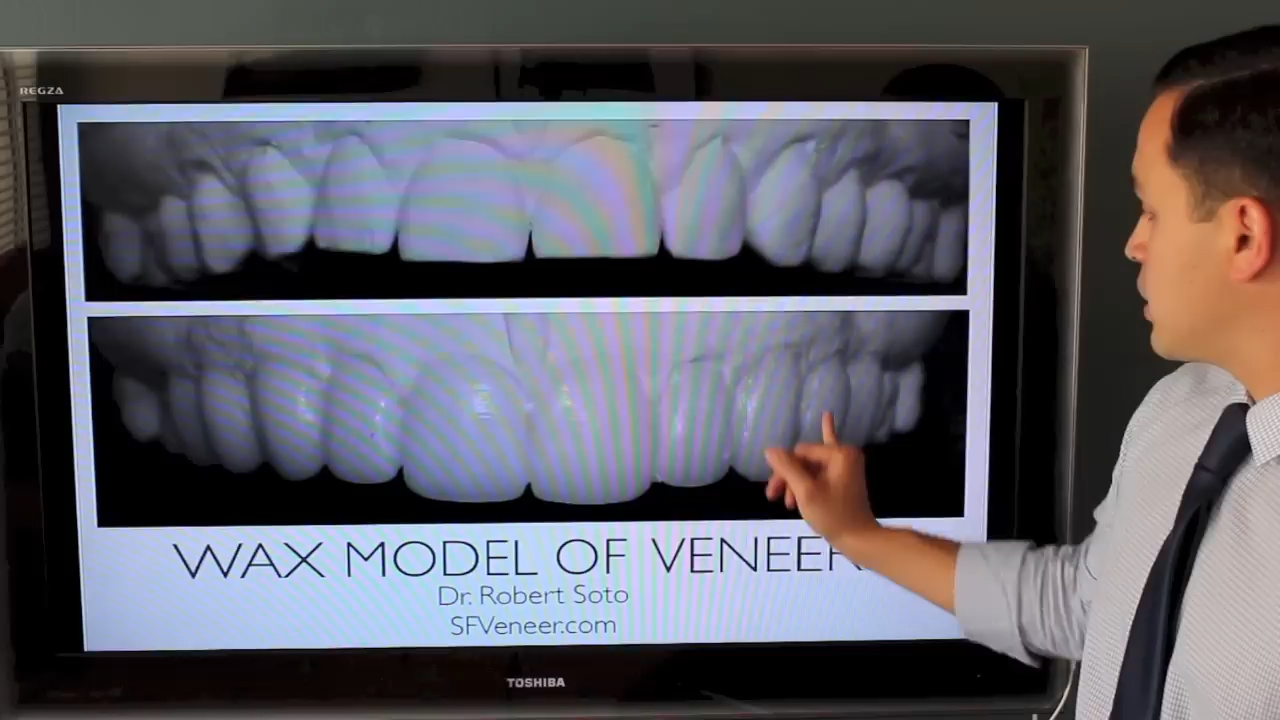 REGZA
WAX MODEL OF VENEER
Dr. Robert Soto
SFVeneer.com
TOSHIBA